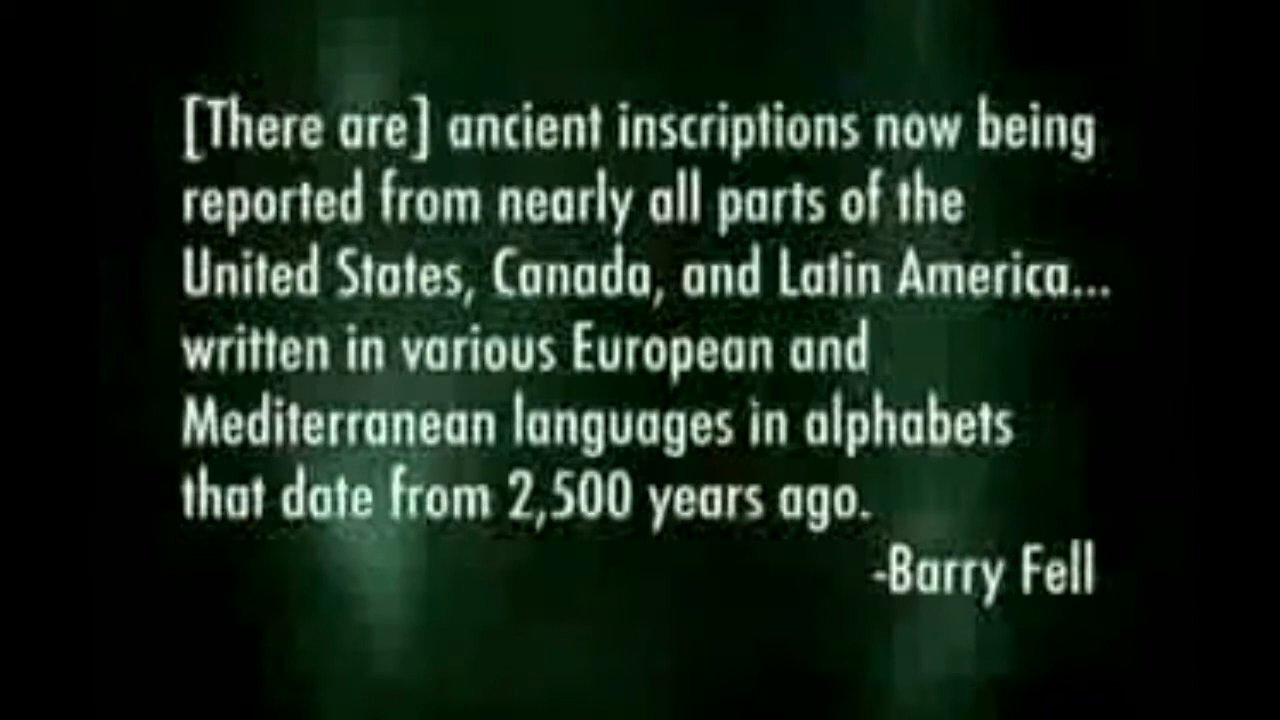 [There are] ancient inscriptions now being
reported from nearly all parts of the
United States, Canada, and Latin America...
written in various European and
Mediterranean languages in alphabets
that date from 2,500 years ago.
-Barry Fell